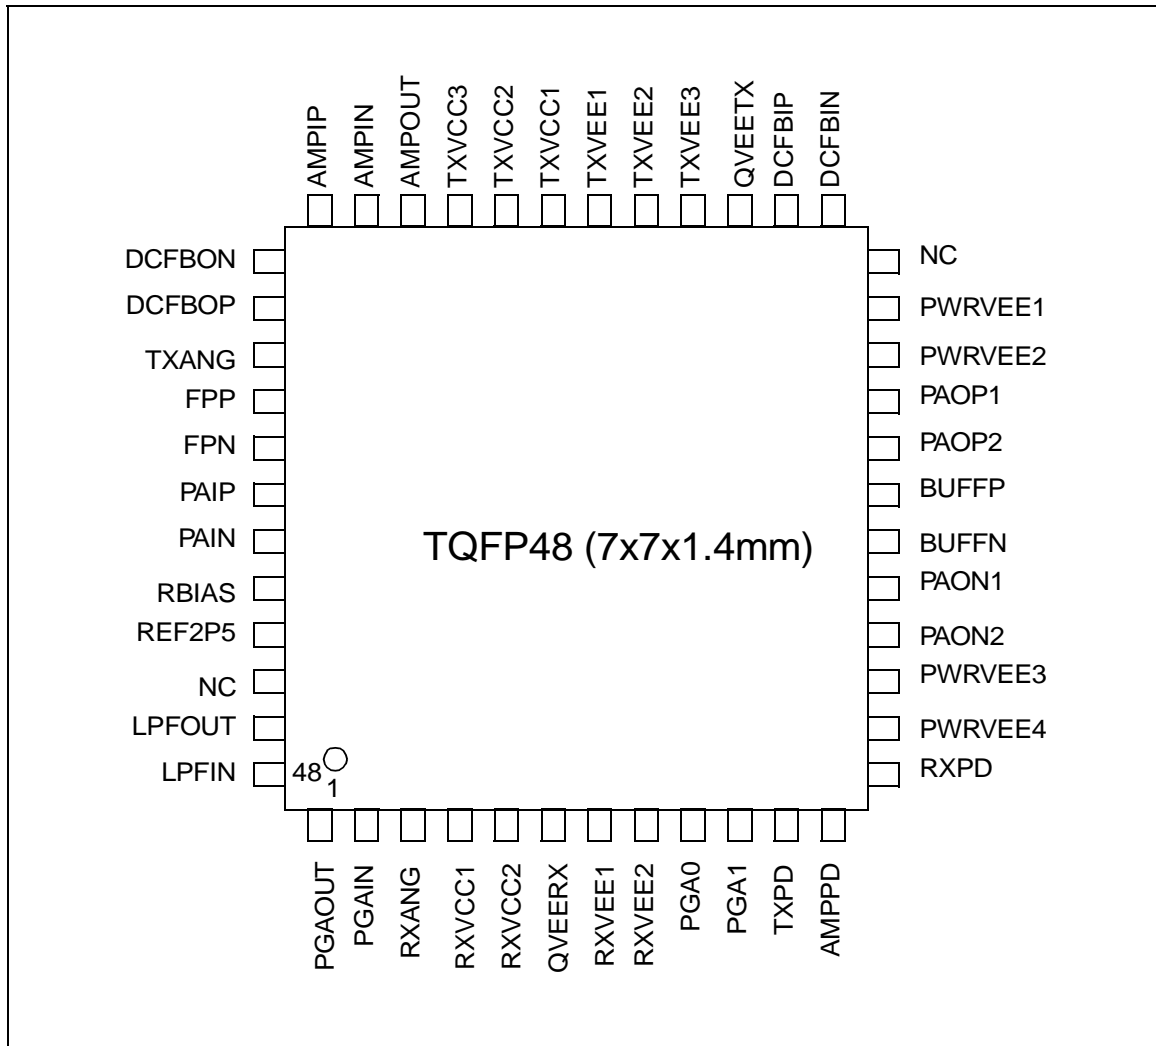 AMPIP
AMPIN
AMPOUT
TXVCC3
TXVCC2
TXVCC1
TXVEE1
TXVEE2
TXVEE3
QVEETX
DCFBIP
DCFBIN
DCFBON
DCFBOP
TXANG
FPP
FPN
PAIP
PAIN
RBIAS
REF2P5
NC
LPFOUT
LPFIN
TQFP48 (7x7x1.4mm)
48
1
NC
PWRVEE1
PWRVEE2
PAOP1
PAOP2
BUFFP
BUFFN
PAON1
PAON2
PWRVEE3
PWRVEE4
RXPD
PGAOUT
PGAIN
RXANG
RXVCC1
RXVCC2
QVEERX
RXVEE1
RXVEE2
PGA0
PGA1
TXPD
AMPPD